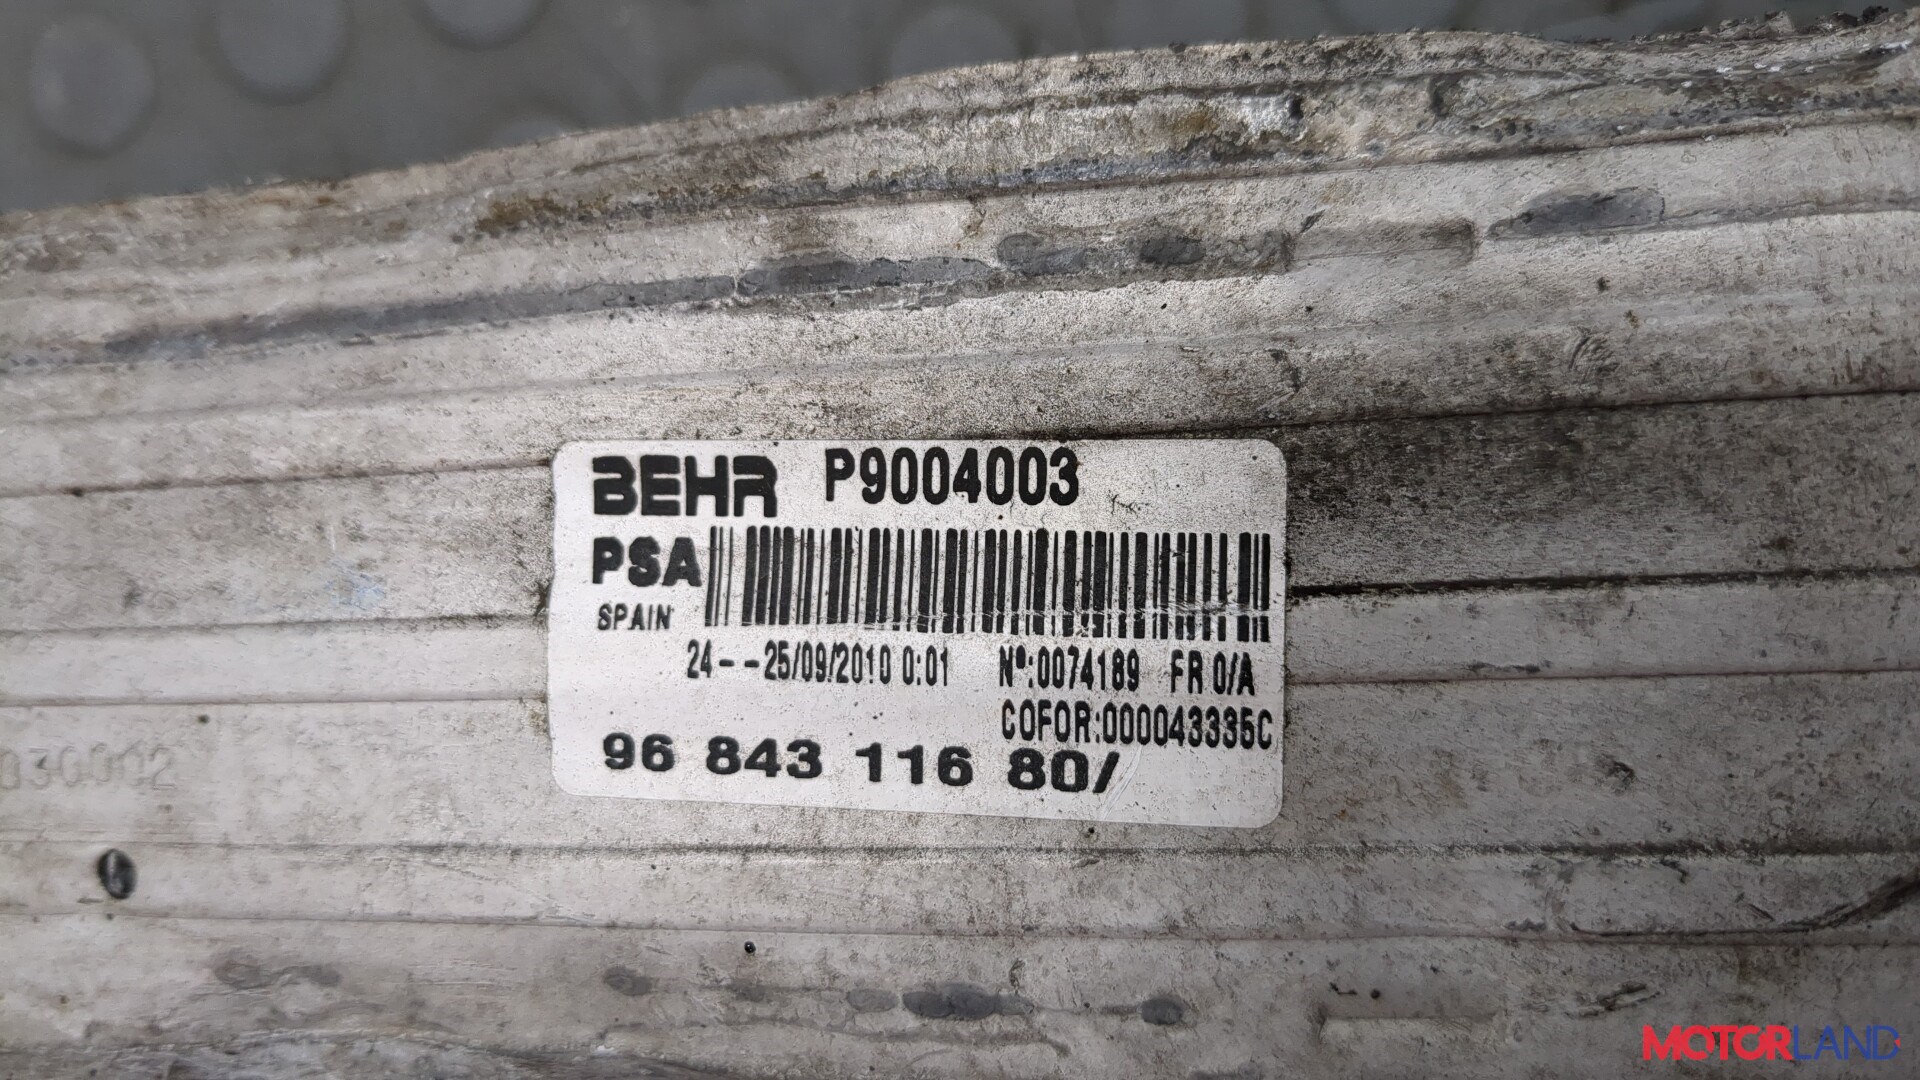 BEHR P9004003
PSA
SPAIN
24--25/09/2010 0:01 Nº:0074189 FR 0/A
COFOR:000043335C
96 843 116 80/
030002
MOTORLAND